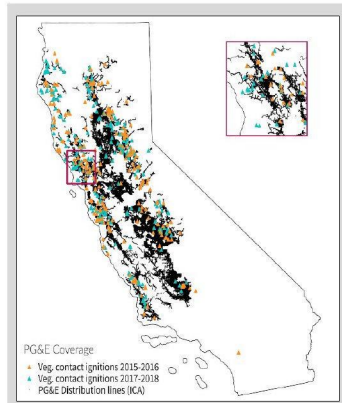 PG&E Coverage
Veg. contact ignitions 2015-2016
Veg. contact ignitions 2017-2018
PG&E Distribution lines (ICA)